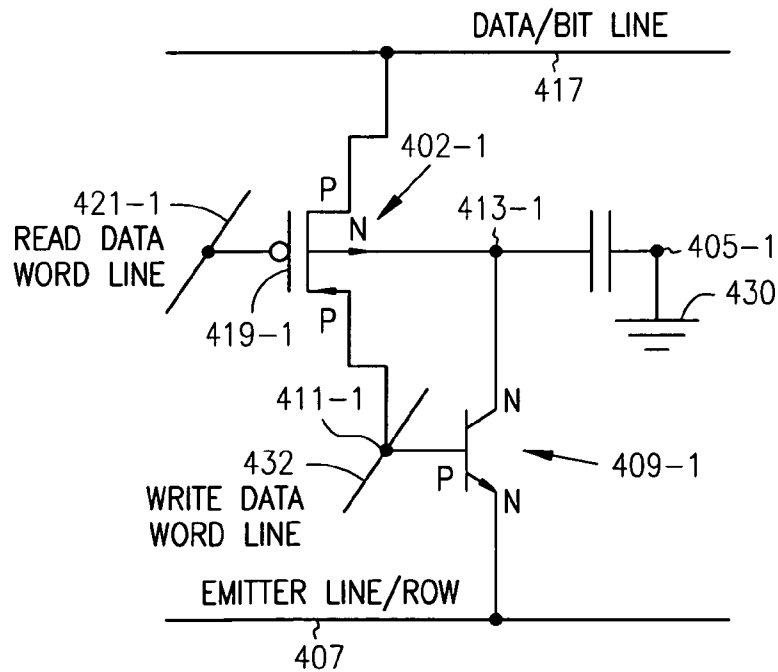 DATA/BIT LINE
417
402-1
P
N
413-1
421-1
READ DATA
WORD LINE
405-1
430
419-1
P
411-1
N
432
409-1
P
N
WRITE DATA
WORD LINE
EMITTER LINE/ROW
407